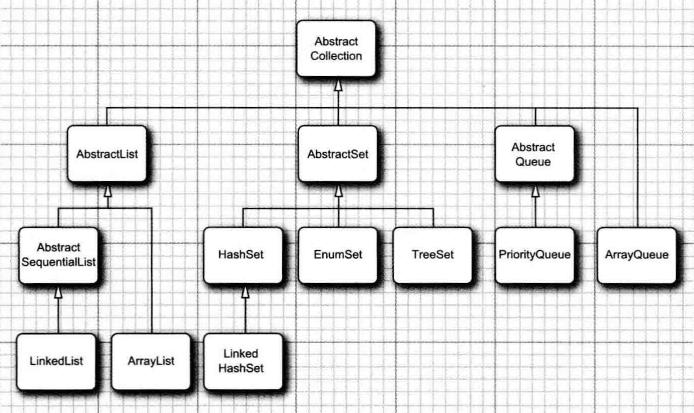 Abstract
Collection
AbstractList
AbstractSet
Abstract
Queue
Abstract
SequentialList
HashSet
EnumSet
TreeSet
PriorityQueue
ArrayQueue
LinkedList
ArrayList
Linked
HashSet